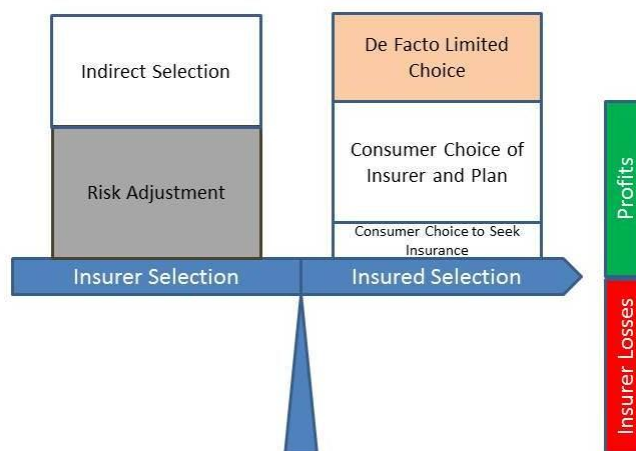 Indirect Selection
Risk Adjustment
De Facto Limited
Choice
Consumer Choice of
Insurer and Plan
Consumer Choice to Seek
Insurance
Insurer Selection
Insured Selection
Profits
Insurer Losses